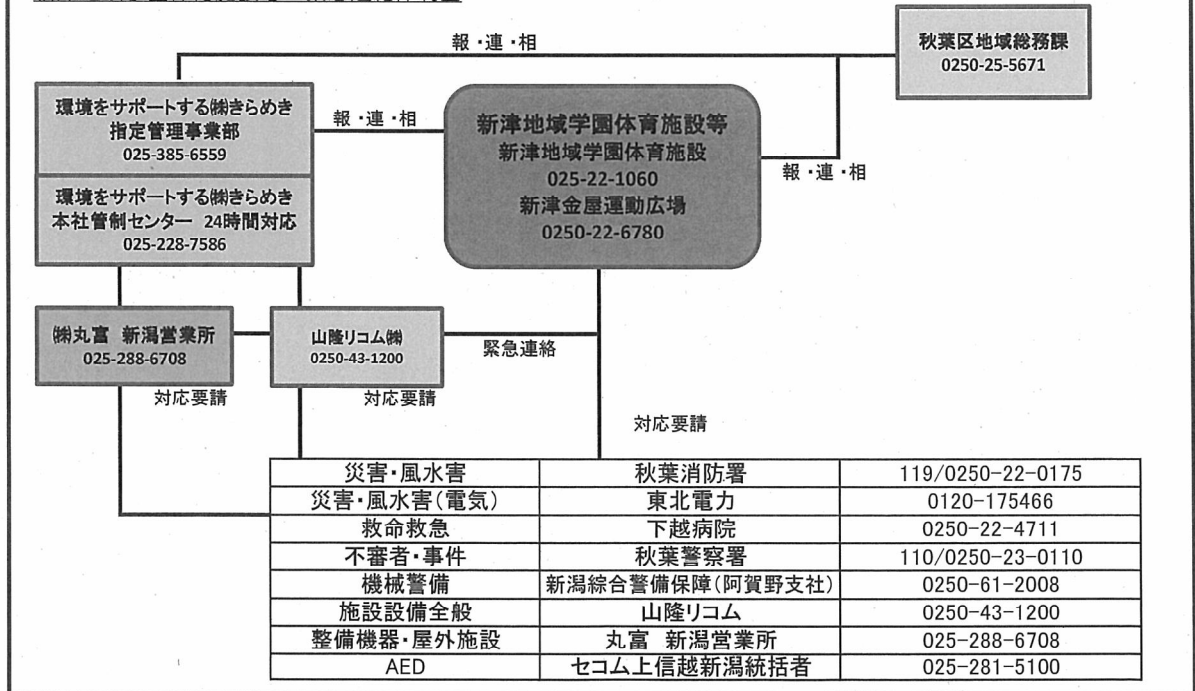 報・連・相
秋葉区地域総務課
0250-25-5671
環境をサポートする㈱きらめき
指定管理事業部
025-385-6559
報・連・相
新津地域学園体育施設等
新津地域学園体育施設
025-22-1060
新津金屋運動広場
0250-22-6780
報・連・相
環境をサポートする㈱きらめき
本社管制センター 24時間対応
025-228-7586
㈱丸富 新潟営業所
025-288-6708
山隆リコム㈱
0250-43-1200
緊急連絡
対応要請
対応要請
対応要請
災害・風水害 秋葉消防署 119/0250-22-0175
災害・風水害(電気) 東北電力 0120-175466
救命救急 下越病院 0250-22-4711
不審者・事件 秋葉警察署 110/0250-23-0110
機械警備 新潟綜合警備保障(阿賀野支社) 0250-61-2008
施設設備全般 山隆リコム 0250-43-1200
整備機器・屋外施設 丸富 新潟営業所 025-288-6708
AED セコム上信越新潟統括者 025-281-5100